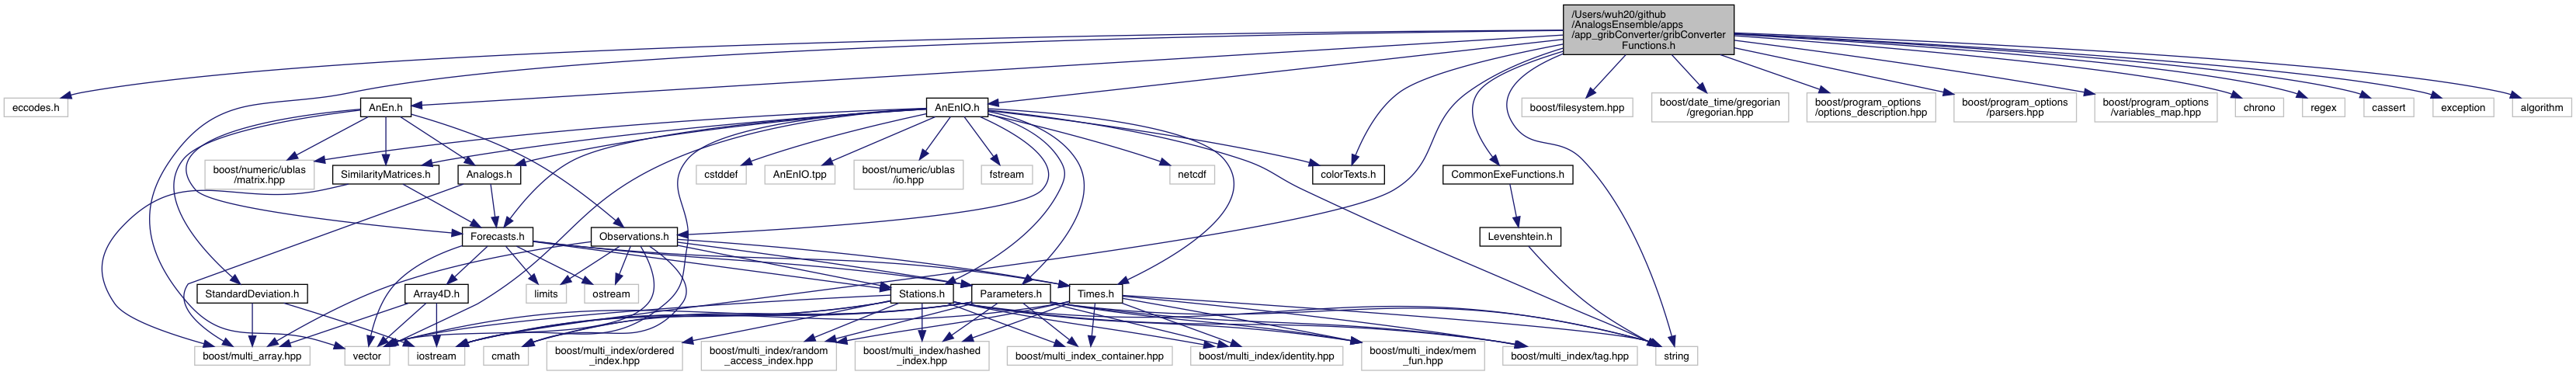 /Users/wuh20/github
/AnalogsEnsemble/apps
/app_gribConverter/gribConverter
Functions.h
eccodes.h
AnEn.h
AnEnIO.h
boost/filesystem.hpp
boost/date_time/gregorian
/gregorian.hpp
boost/program_options
/options_description.hpp
boost/program_options
/parsers.hpp
boost/program_options
/variables_map.hpp
chrono
regex
cassert
exception
algorithm
boost/numeric/ublas
/matrix.hpp
SimilarityMatrices.h
Analogs.h
cstddef
AnEnIO.tpp
boost/numeric/ublas
/io.hpp
fstream
netcdf
colorTexts.h
CommonExeFunctions.h
Forecasts.h
Observations.h
Levenshtein.h
StandardDeviation.h
Array4D.h
limits
ostream
Stations.h
Parameters.h
Times.h
boost/multi_array.hpp
vector
iostream
cmath
boost/multi_index/ordered
_index.hpp
boost/multi_index/random
_access_index.hpp
boost/multi_index/hashed
_index.hpp
boost/multi_index_container.hpp
boost/multi_index/identity.hpp
boost/multi_index/mem
_fun.hpp
boost/multi_index/tag.hpp
string